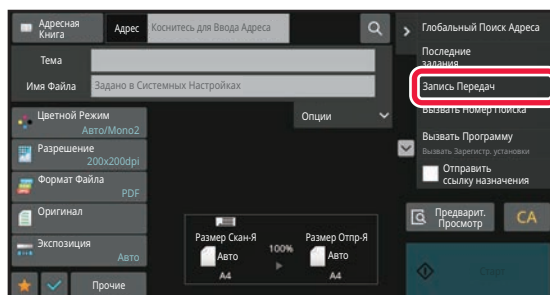 Адресная
Книга
Адрес
Коснитесь для Ввода Адреса
Тема
Имя Файла
Задано в Системных Настройках
Цветной Режим
Авто/Mono2
Разрешение
200x200dpi
Формат Файла
PDF
Оригинал
Экспозиция
Авто
Прочие
Опции
Размер Скан-Я
Авто
A4
100%
Размер Отпр-Я
Авто
A4
Глобальный Поиск Адреса
Последние
задания
Запись Передач
Вызвать Номер Поиска
Вызвать Программу
Вызвать Зарегистр. установки
Отправить
ссылку назначения
Предварит.
Просмотр
CA
Старт